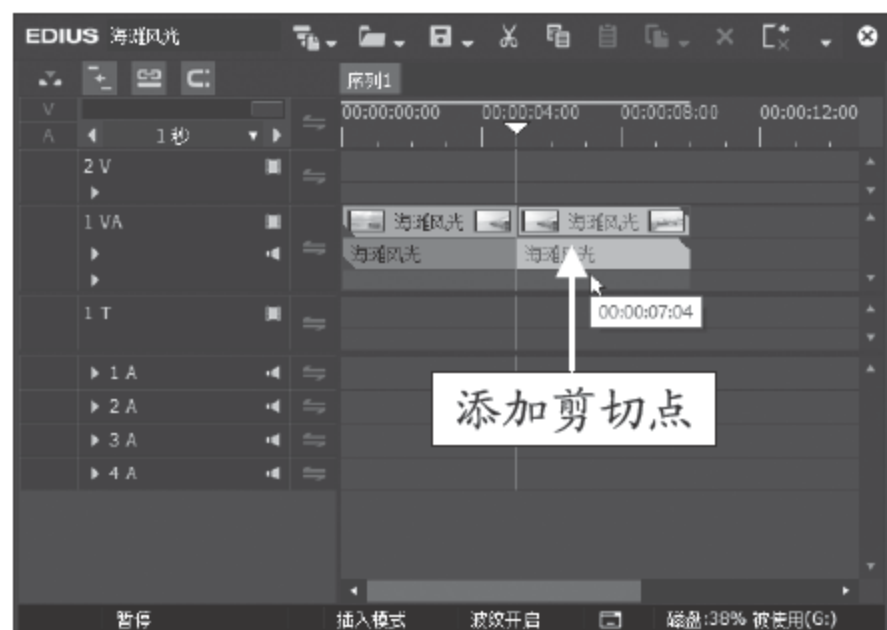 EDIUS 海滩风光
序列1
V
A
1秒
00:00:00:00 00:00:04:00 00:00:08:00 00:00:12:00
2 V
1 VA
海滩风光 海滩风光
海滩风光 海滩风光
1 T
00:00:07:04
添加剪切点
1 A
2 A
3 A
4 A
暂停 插入模式 波纹开启 磁盘:38% 被使用(G:)